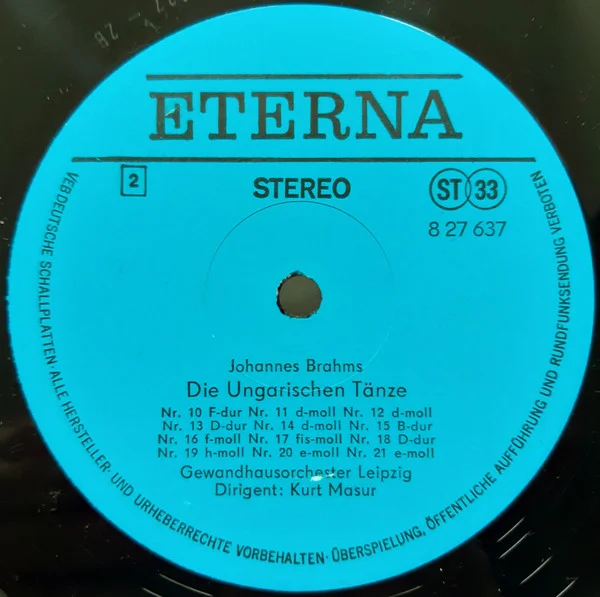 ETERNA
2
STEREO
ST 33
8 27 637
Johannes Brahms
Die Ungarischen Tänze
Nr. 10 F-dur Nr. 11 d-moll Nr. 12 d-moll
Nr. 13 D-dur Nr. 14 d-moll Nr. 15 B-dur
Nr. 16 f-moll Nr. 17 fis-moll Nr. 18 D-dur
Nr. 19 h-moll Nr. 20 e-moll Nr. 21 e-moll
Gewandhausorchester Leipzig
Dirigent: Kurt Masur
VEB DEUTSCHE SCHALLPLATTEN · ALLE HERSTELLER- UND URHEBERRECHTE VORBEHALTEN · ÜBERSPIELUNG, ÖFFENTLICHE AUFFÜHRUNG UND RUNDFUNKSENDUNG VERBOTEN